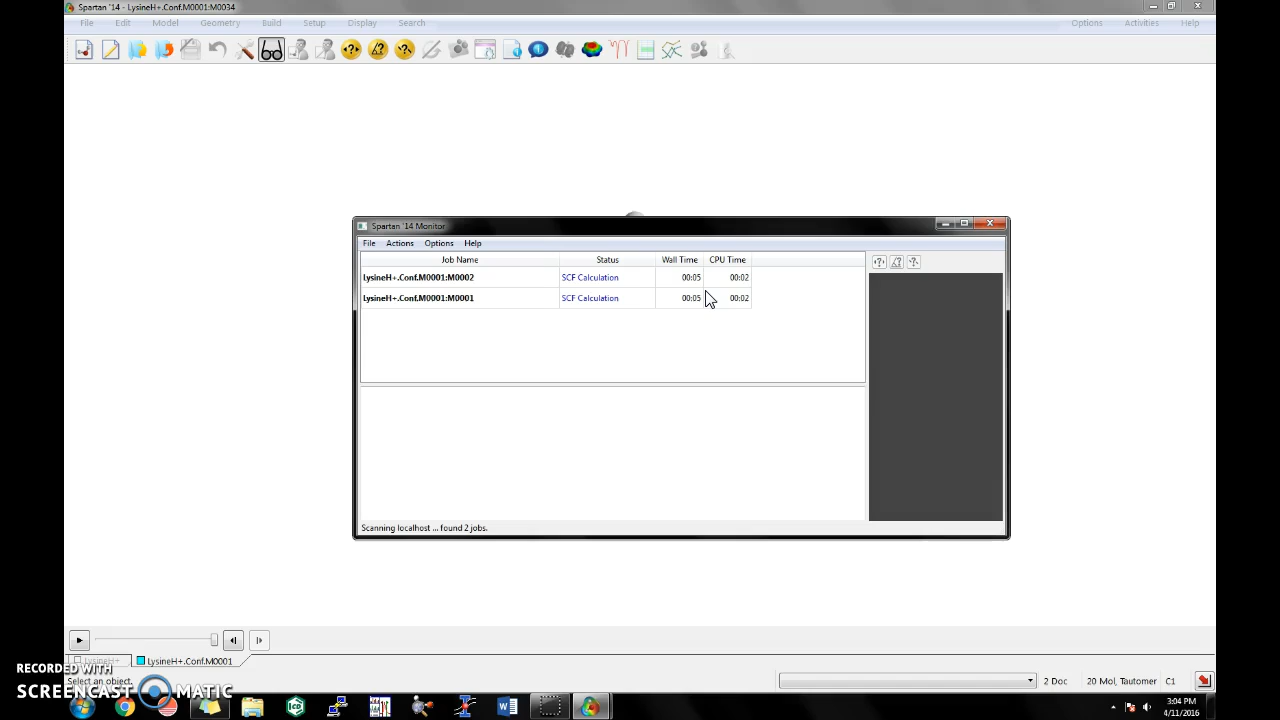 Spartan '14 - LysineH+.Conf.M0001:M0034
File Edit Model Geometry Build Setup Display Search Options Activities Help
Spartan '14 Monitor
File Actions Options Help
Job Name Status Wall Time CPU Time
LysineH+.Conf.M0001:M0002 SCF Calculation 00:05 00:02
LysineH+.Conf.M0001:M0001 SCF Calculation 00:05 00:02
Scanning localhost ... found 2 jobs.
LysineH+ LysineH+.Conf.M0001
RECORDED WITH
Select an object. 2 Doc 20 Mol, Tautomer C1
SCREENCAST MATIC
3:04 PM
4/11/2016